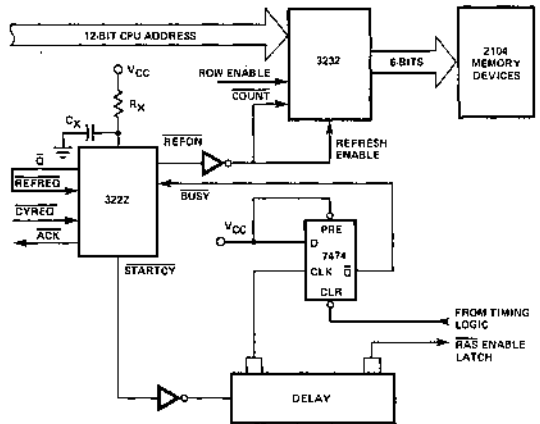 12-BIT CPU ADDRESS
3232
6-BITS
2104
MEMORY
DEVICES
VCC
ROW ENABLE
RX
COUNT
CX
REFON
REFRESH
ENABLE
Q
REFREQ
3222
BUSY
CYREQ
VCC
PRE
D
7474
ACK
CLK
Q
STARTCY
CLR
FROM TIMING
LOGIC
RAS ENABLE
LATCH
DELAY